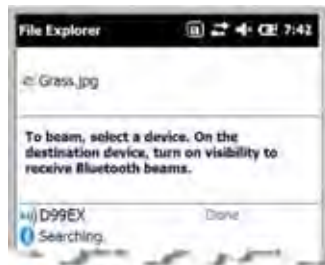 File Explorer 7:42
Grass.jpg
To beam, select a device. On the
destination device, turn on visibility to
receive Bluetooth beams.
D99EX Done
Searching